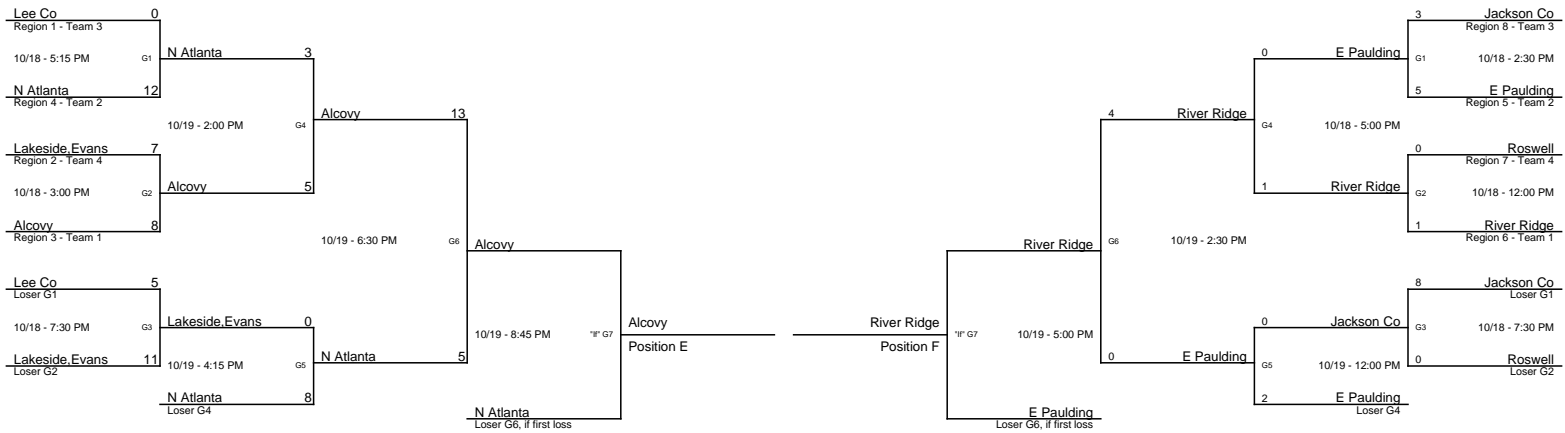 Lee Co 0
Region 1 - Team 3
10/18 - 5:15 PM G1
N Atlanta 3
N Atlanta 12
Region 4 - Team 2
10/19 - 2:00 PM G4
Alcovy 13
Lakeside,Evans 7
Region 2 - Team 4
10/18 - 3:00 PM G2
Alcovy 5
Alcovy 8
Region 3 - Team 1
10/19 - 6:30 PM G6
Alcovy
Lee Co 5
Loser G1
10/18 - 7:30 PM G3
Lakeside,Evans 0
Lakeside,Evans 11
Loser G2
10/19 - 4:15 PM G5
N Atlanta 5
N Atlanta 8
Loser G4
10/19 - 8:45 PM "If" G7
Alcovy
Position E
N Atlanta
Loser G6, if first loss
3 Jackson Co
Region 8 - Team 3
G1 10/18 - 2:30 PM
0 E Paulding
5 E Paulding
Region 5 - Team 2
G4 10/18 - 5:00 PM
4 River Ridge
0 Roswell
Region 7 - Team 4
G2 10/18 - 12:00 PM
1 River Ridge
1 River Ridge
Region 6 - Team 1
G6 10/19 - 2:30 PM
River Ridge
8 Jackson Co
Loser G1
G3 10/18 - 7:30 PM
0 Jackson Co
0 Roswell
Loser G2
G5 10/19 - 12:00 PM
0 E Paulding
2 E Paulding
Loser G4
"If" G7 10/19 - 5:00 PM
River Ridge
Position F
E Paulding
Loser G6, if first loss